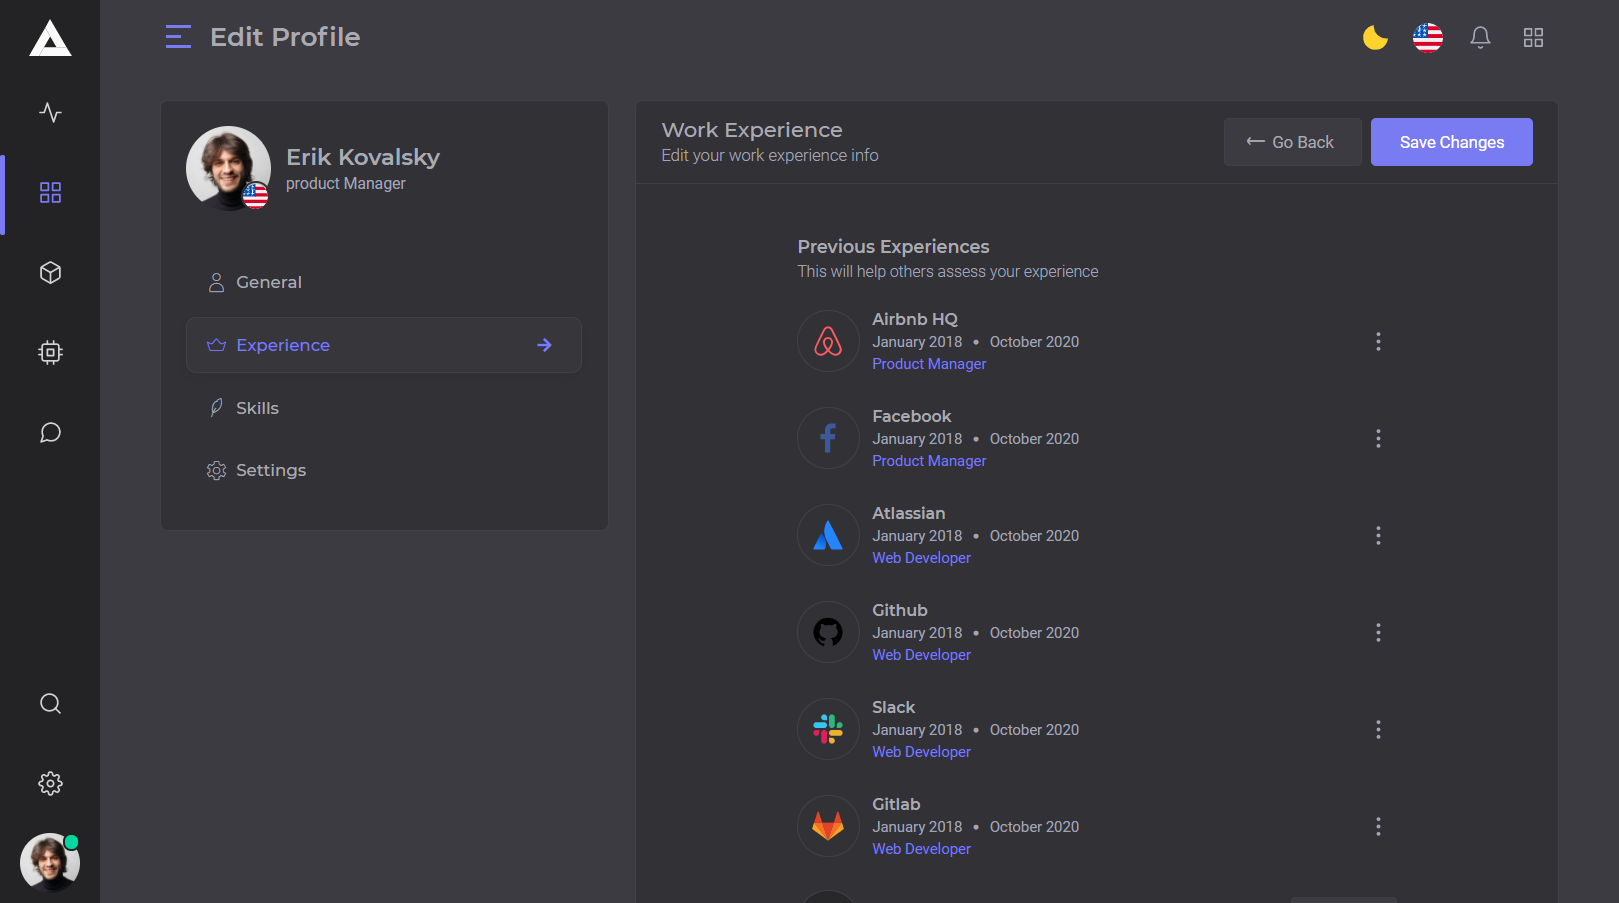 Edit Profile
Erik Kovalsky
product Manager
General
Experience
Skills
Settings
Work Experience
Edit your work experience info
Go Back
Save Changes
Previous Experiences
This will help others assess your experience
Airbnb HQ
January 2018 • October 2020
Product Manager
Facebook
January 2018 • October 2020
Product Manager
Atlassian
January 2018 • October 2020
Web Developer
Github
January 2018 • October 2020
Web Developer
Slack
January 2018 • October 2020
Web Developer
Gitlab
January 2018 • October 2020
Web Developer